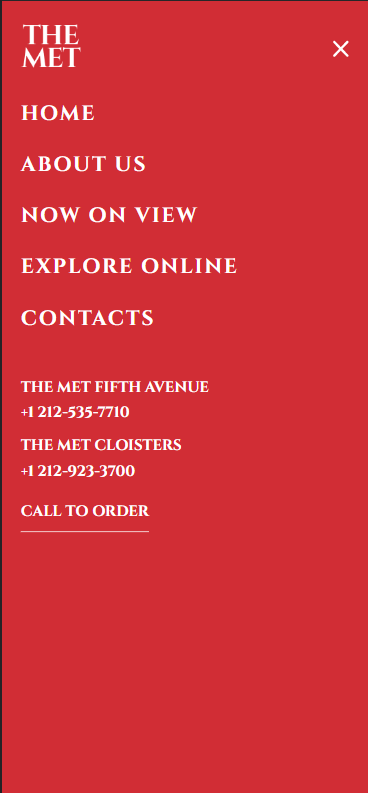 THE
MET
HOME
ABOUT US
NOW ON VIEW
EXPLORE ONLINE
CONTACTS
THE MET FIFTH AVENUE
+1 212-535-7710
THE MET CLOISTERS
+1 212-923-3700
CALL TO ORDER